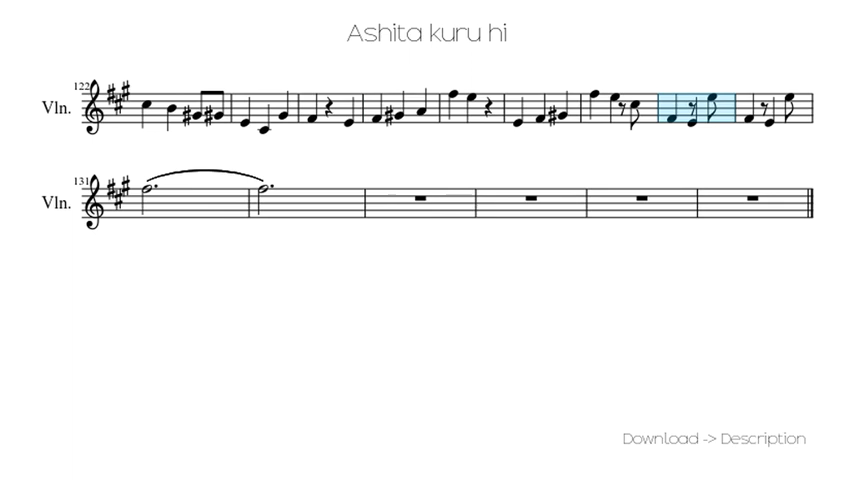 Ashita kuru hi
122
Vln.
131
Vln.
Download -> Description